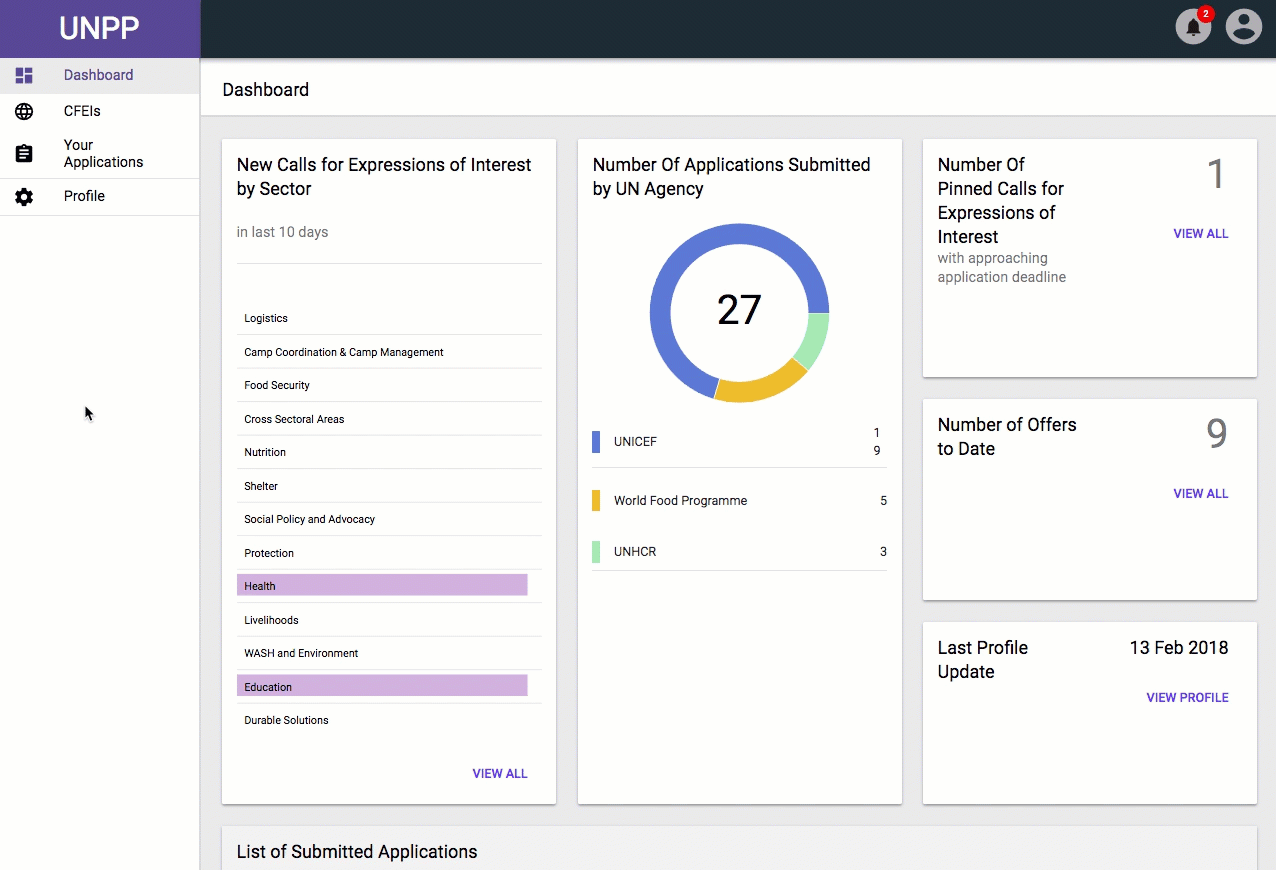 UNPP
2
Dashboard
CFEIs
Your
Applications
Profile
Dashboard
New Calls for Expressions of Interest
by Sector
in last 10 days
Logistics
Camp Coordination & Camp Management
Food Security
Cross Sectoral Areas
Nutrition
Shelter
Social Policy and Advocacy
Protection
Health
Livelihoods
WASH and Environment
Education
Durable Solutions
VIEW ALL
Number Of Applications Submitted
by UN Agency
27
UNICEF
1
9
World Food Programme 5
UNHCR 3
Number Of
Pinned Calls for
Expressions of
Interest
with approaching
application deadline
1
VIEW ALL
Number of Offers
to Date
9
VIEW ALL
Last Profile
Update
13 Feb 2018
VIEW PROFILE
List of Submitted Applications